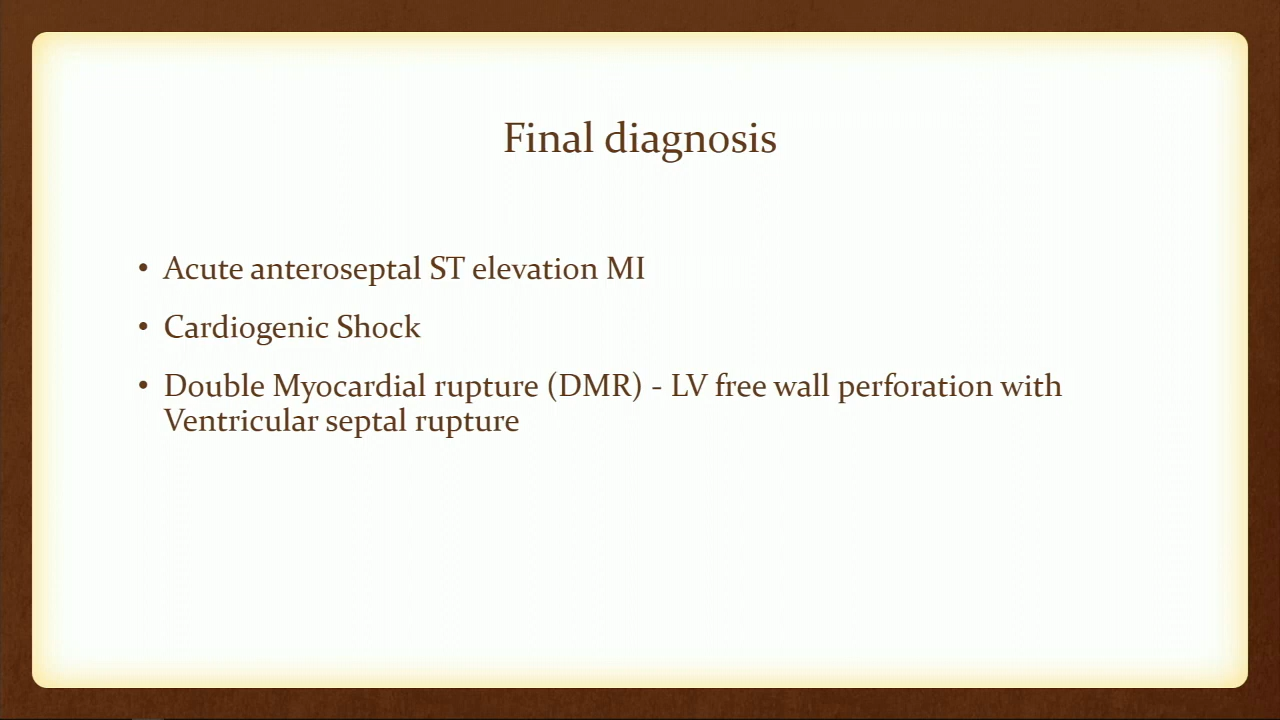 Final diagnosis
• Acute anteroseptal ST elevation MI
• Cardiogenic Shock
• Double Myocardial rupture (DMR) - LV free wall perforation with
Ventricular septal rupture